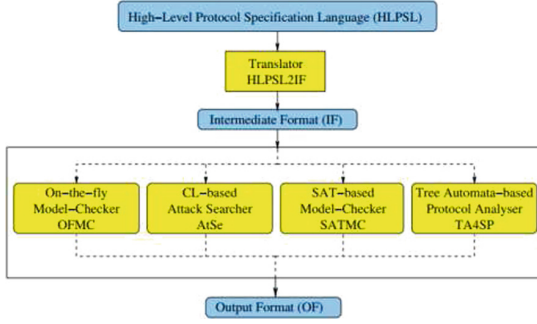 High-Level Protocol Specification Language (HLPSL)
Translator
HLPSL2IF
Intermediate Format (IF)
On-the-fly
Model-Checker
OFMC
CL-based
Attack Searcher
AtSe
SAT-based
Model-Checker
SATMC
Tree Automata-based
Protocol Analyser
TA4SP
Output Format (OF)